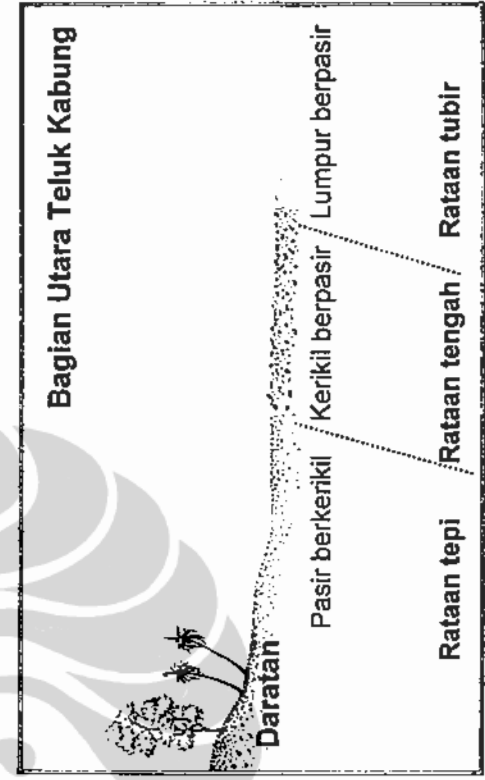 Bagian Utara Teluk Kabung
Daratan
Pasir berkerikil Kerikil berpasir Lumpur berpasir
Rataan tepi Rataan tengah Rataan tubir